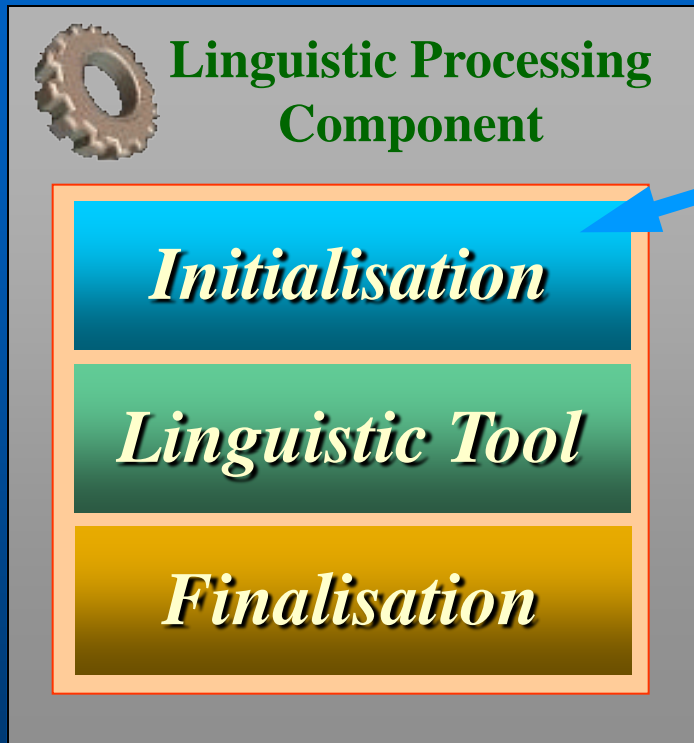 Linguistic Processing
Component
Initialisation
Linguistic Tool
Finalisation